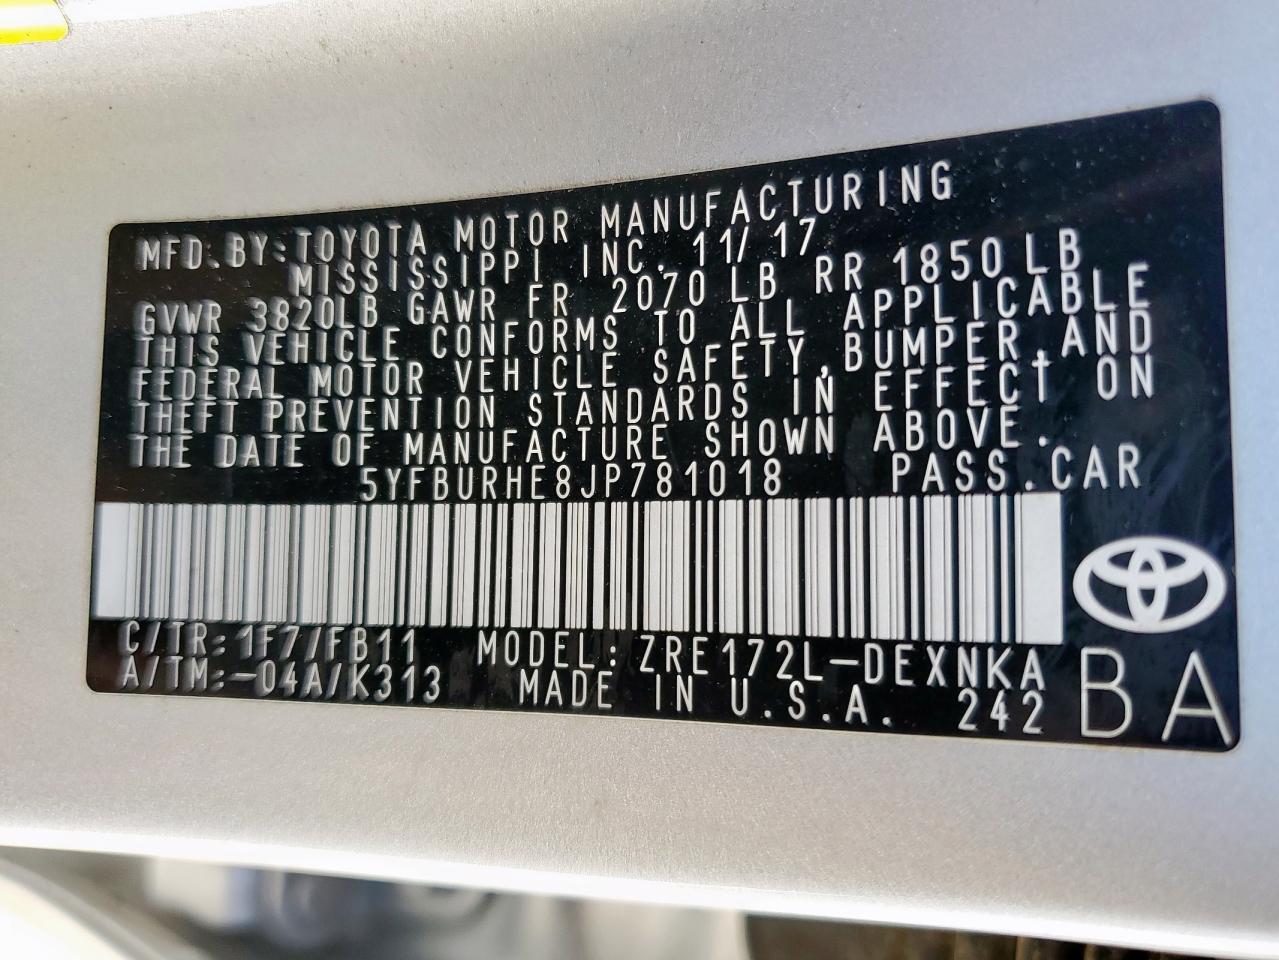 MFD.BY:TOYOTA MOTOR MANUFACTURING
MISSISSIPPI INC. 11/17
GVWR 3820LB GAWR FR 2070LB RR 1850LB
THIS VEHICLE CONFORMS TO ALL APPLICABLE
FEDERAL MOTOR VEHICLE SAFETY,BUMPER,AND
THEFT PREVENTION STANDARDS IN EFFECT ON
THE DATE OF MANUFACTURE SHOWN ABOVE.
5YFBURHE8JP781018 PASS.CAR
C/TR:1F7/FB11 MODEL:ZRE172L-DEXNKA
A/TM:-04A/K313 MADE IN U.S.A. 242
BA